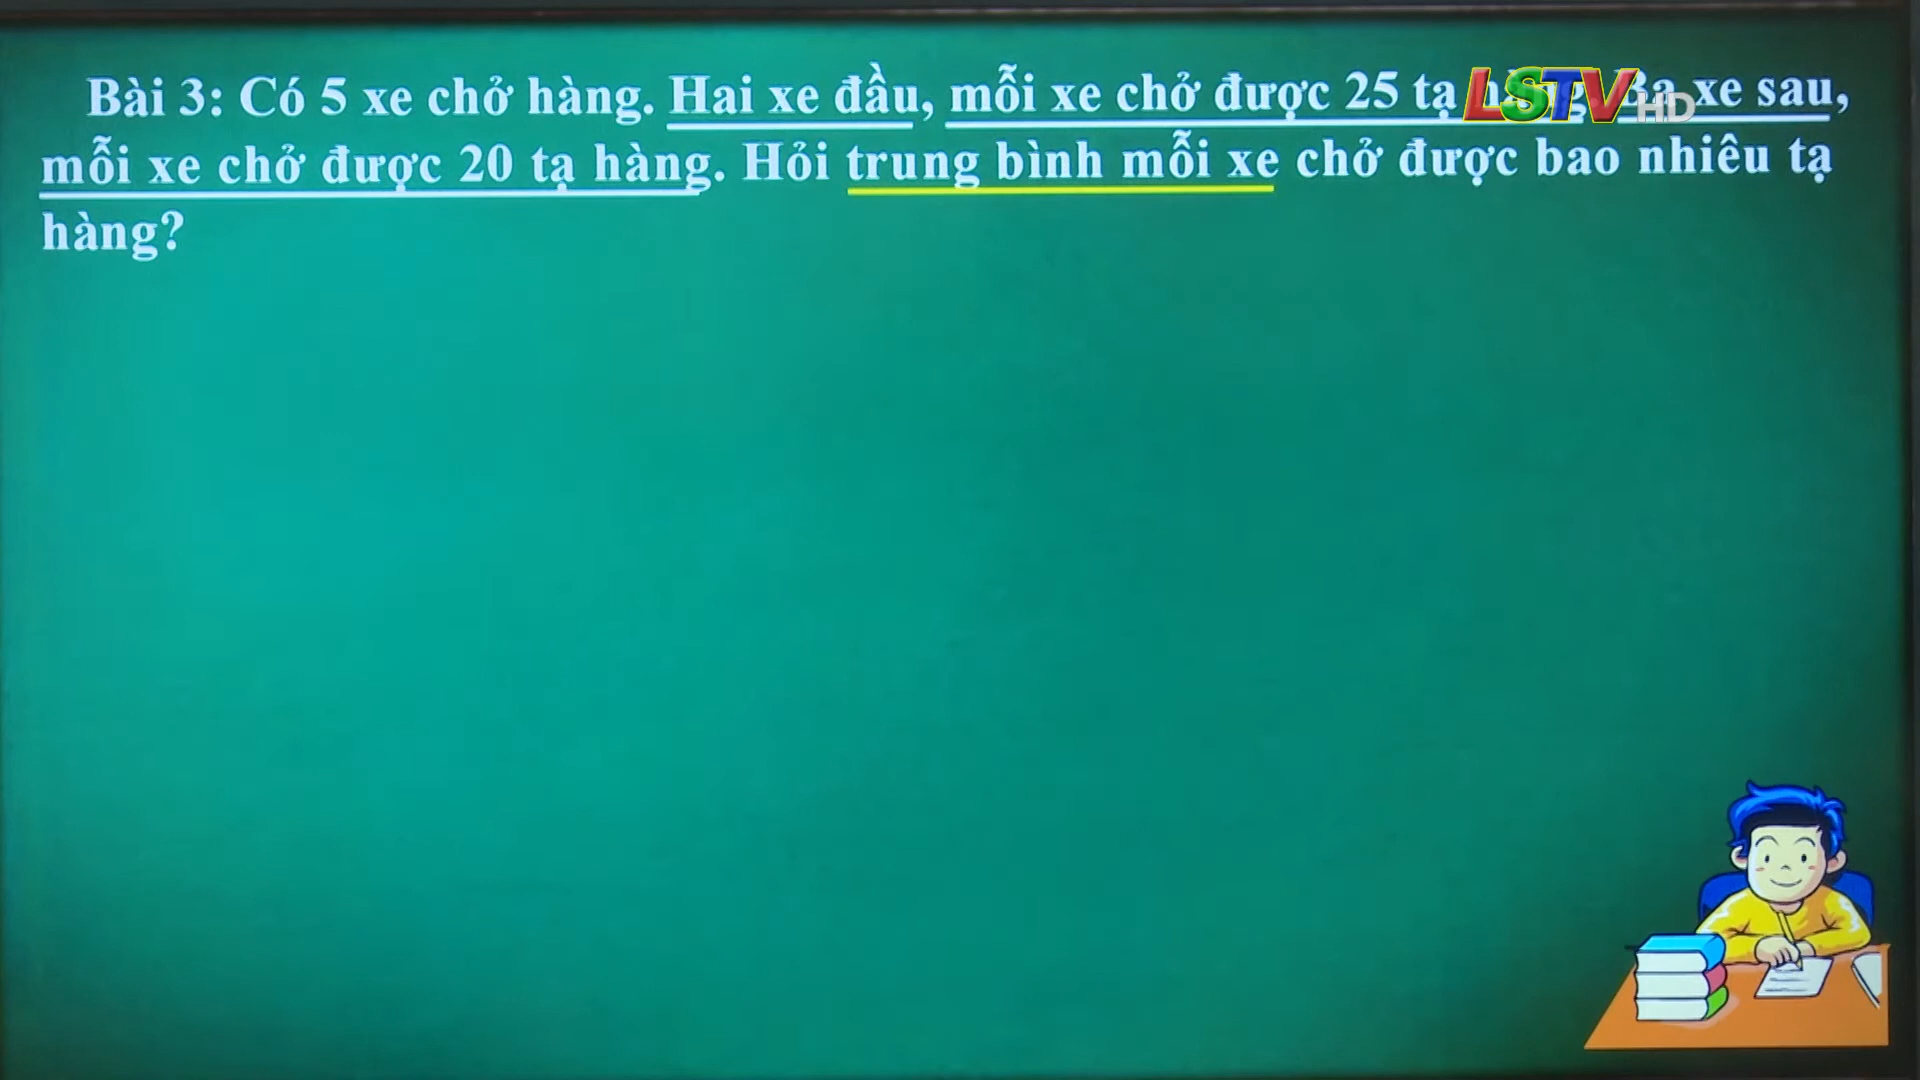 Bài 3: Có 5 xe chở hàng. Hai xe đầu, mỗi xe chở được 25 tạ hàng. Ba xe sau,
mỗi xe chở được 20 tạ hàng. Hỏi trung bình mỗi xe chở được bao nhiêu tạ
hàng?
LSTV HD